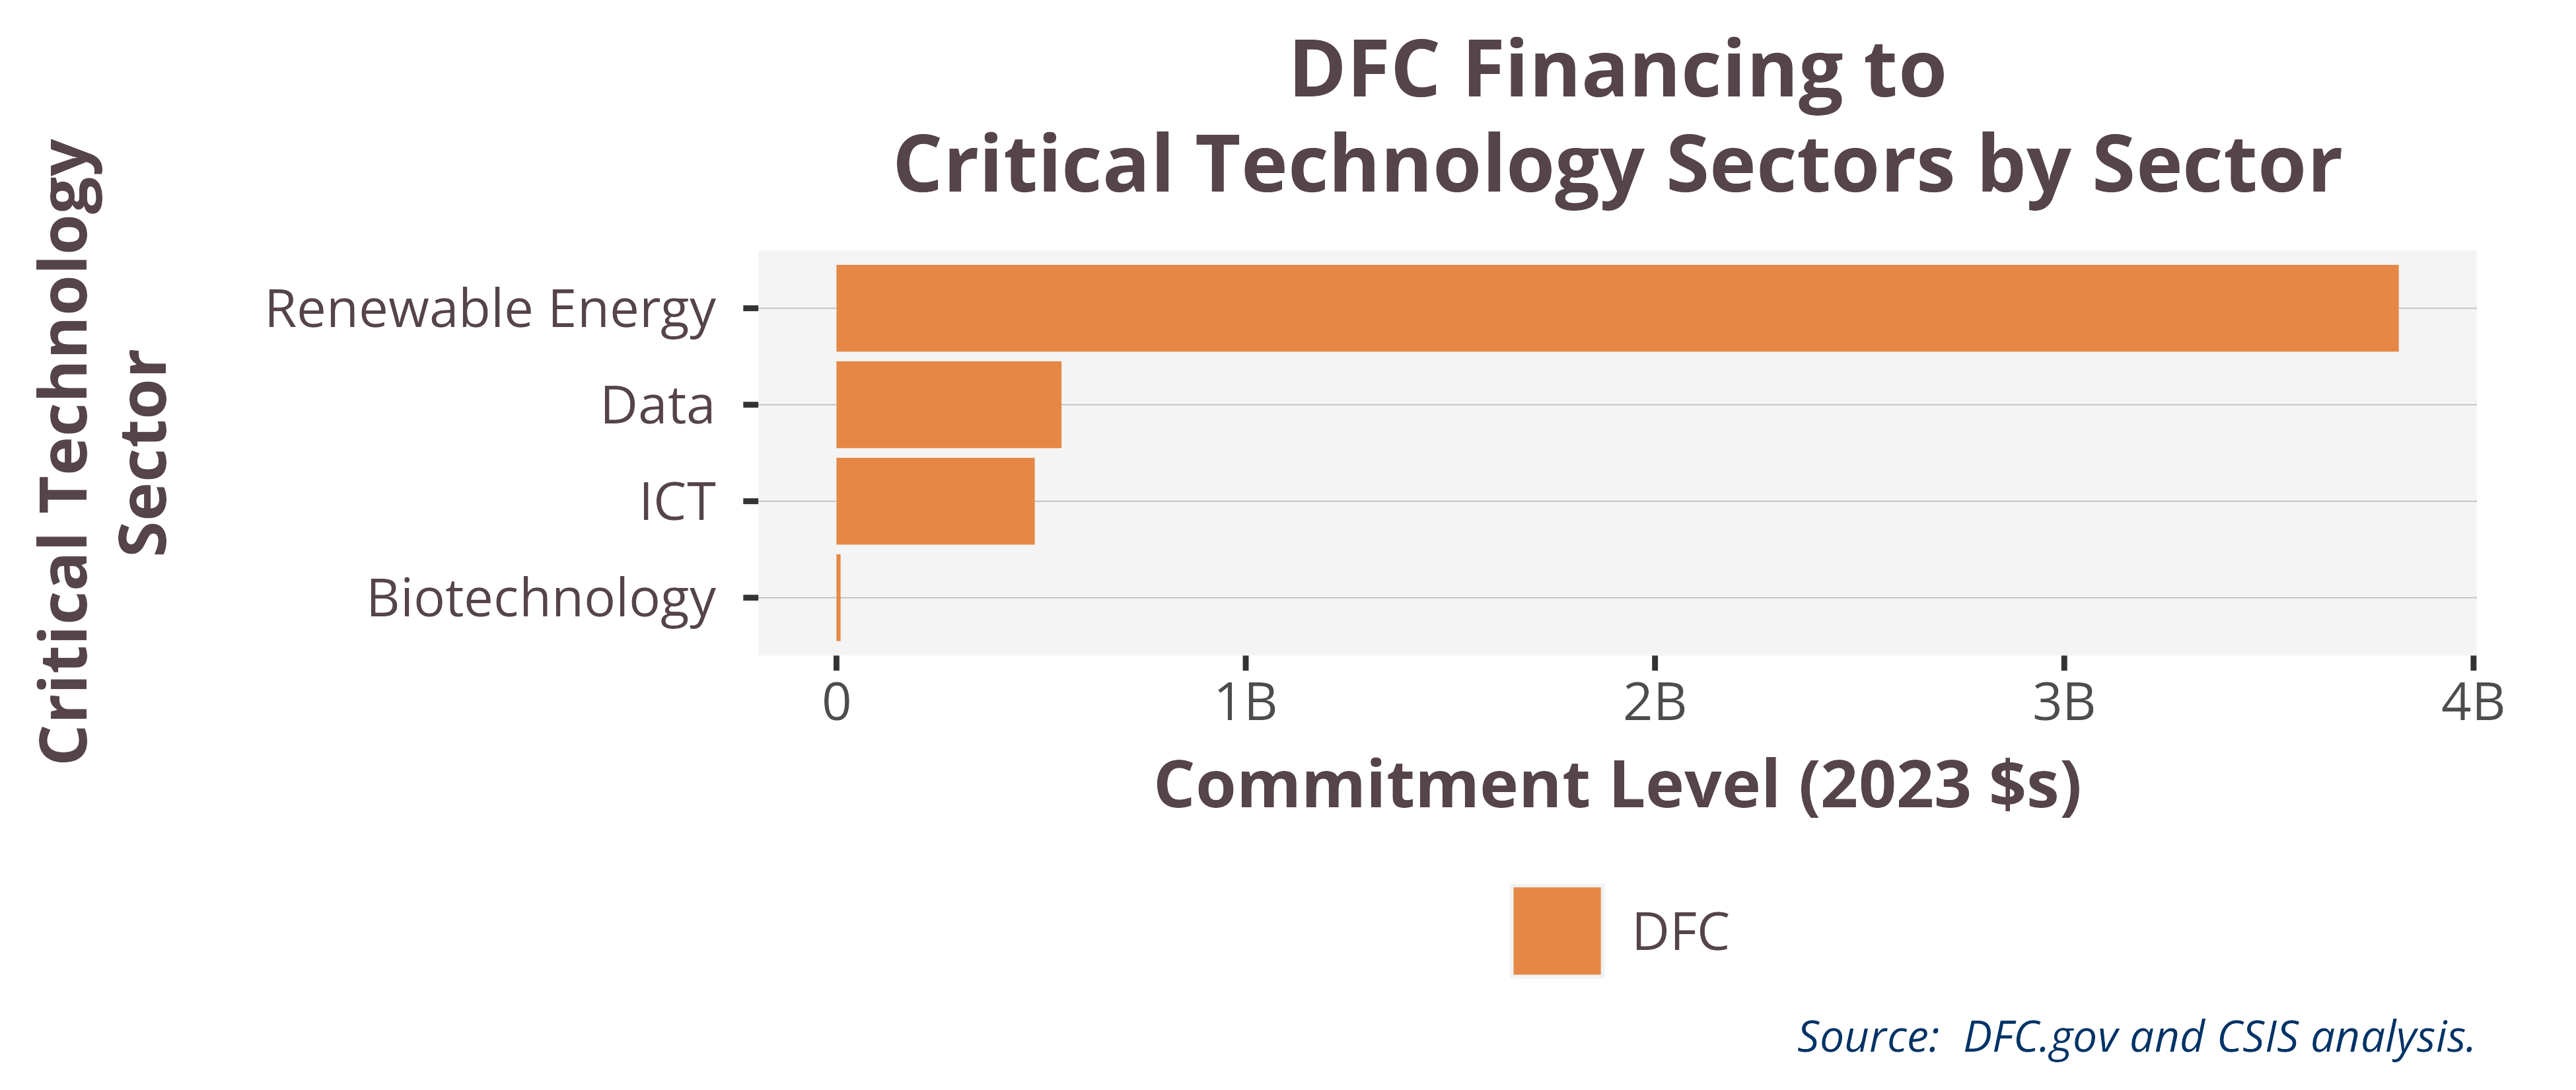 DFC Financing to
Critical Technology Sectors by Sector
Critical Technology
Sector
Renewable Energy
Data
ICT
Biotechnology
0 1B 2B 3B 4B
Commitment Level (2023 $s)
DFC
Source: DFC.gov and CSIS analysis.